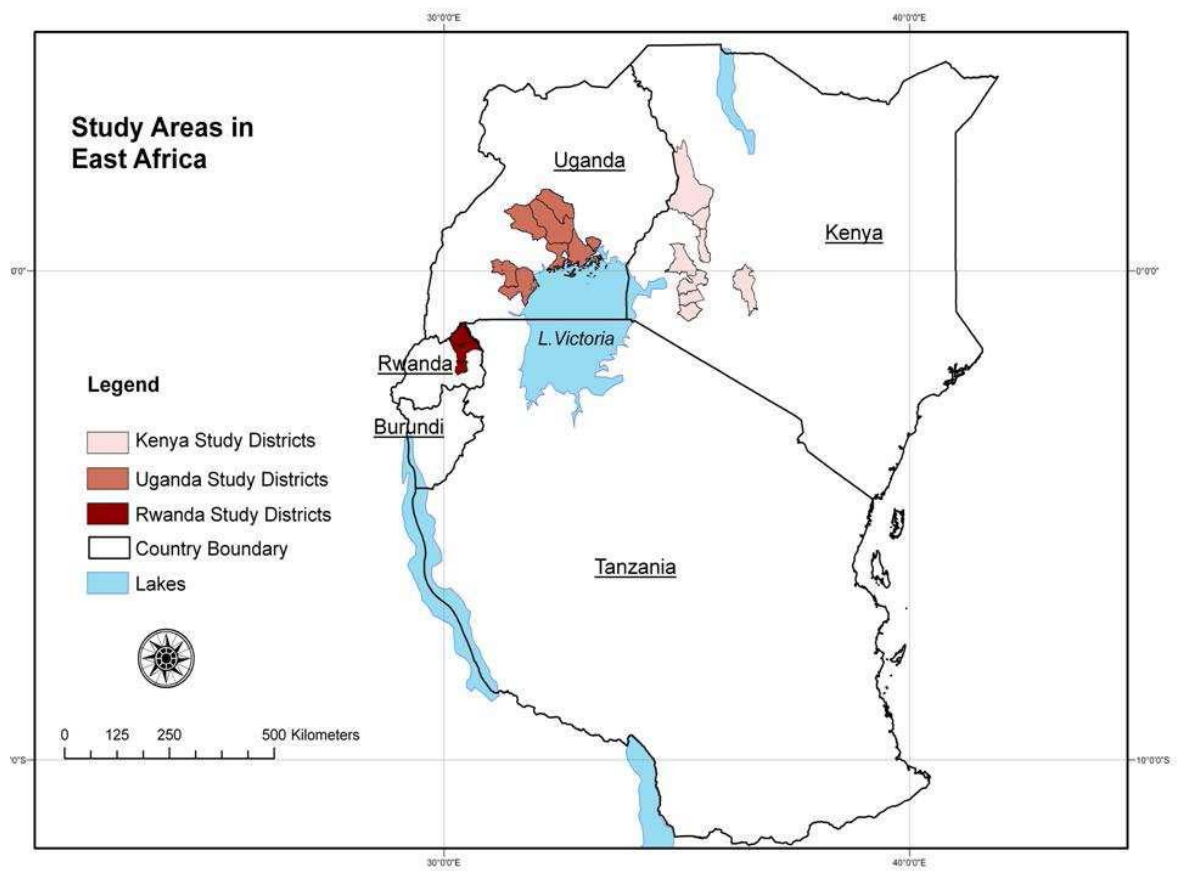 30°0'0"E 40°0'0"E
Study Areas in
East Africa
Uganda
Kenya
0'0" 0°0'0"
L.Victoria
Rwanda
Legend
Burundi
Kenya Study Districts
Uganda Study Districts
Rwanda Study Districts
Country Boundary
Tanzania
Lakes
0 125 250 500 Kilometers
'0"S 10°0'0"S
30°0'0"E 40°0'0"E